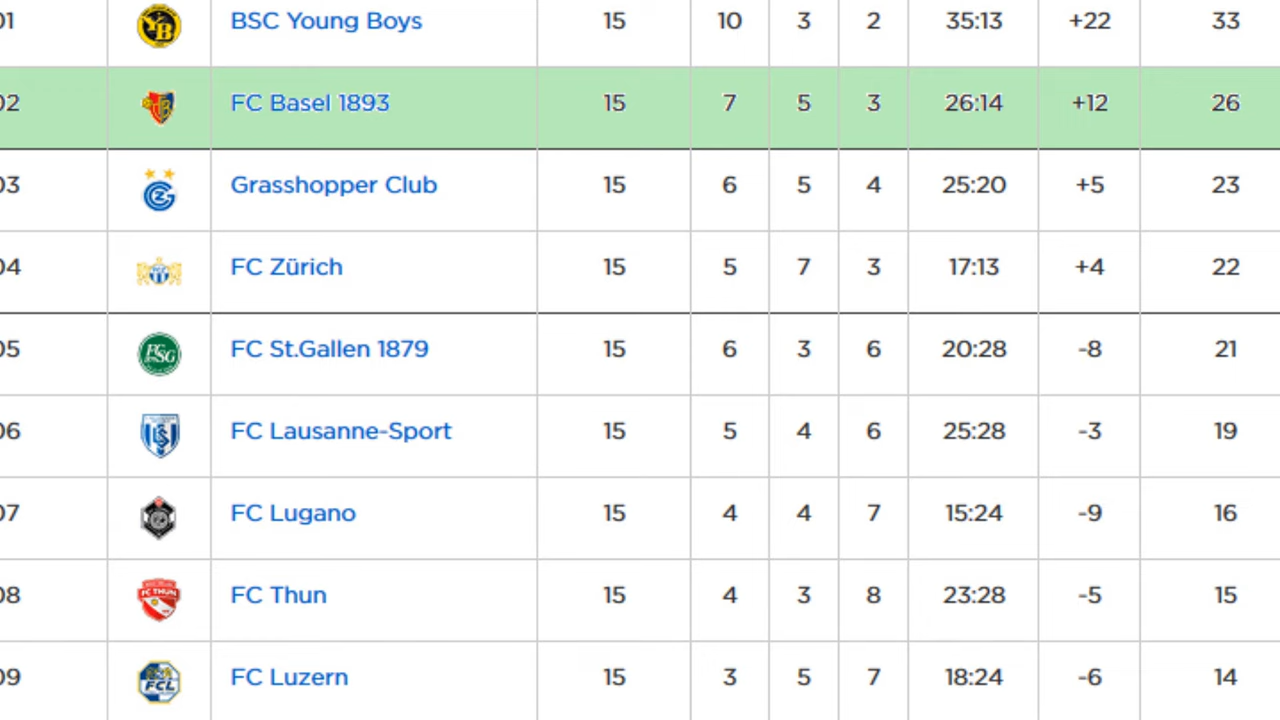 01 BSC Young Boys 15 10 3 2 35:13 +22 33
02 FC Basel 1893 15 7 5 3 26:14 +12 26
03 Grasshopper Club 15 6 5 4 25:20 +5 23
04 FC Zürich 15 5 7 3 17:13 +4 22
05 FC St.Gallen 1879 15 6 3 6 20:28 -8 21
06 FC Lausanne-Sport 15 5 4 6 25:28 -3 19
07 FC Lugano 15 4 4 7 15:24 -9 16
08 FC THUN FC Thun 15 4 3 8 23:28 -5 15
09 FCL FC Luzern 15 3 5 7 18:24 -6 14